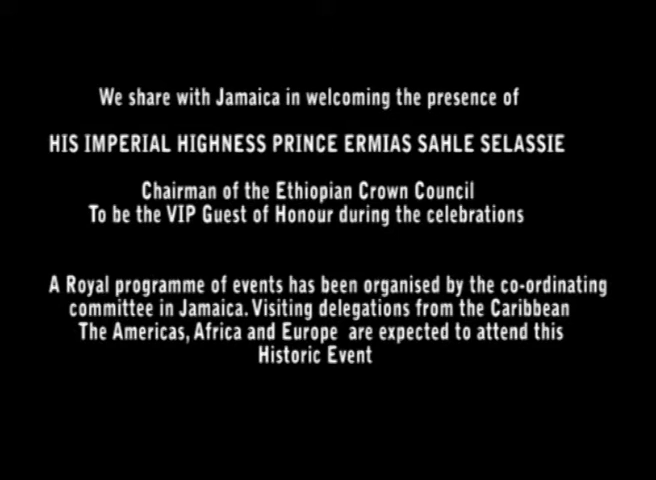 We share with Jamaica in welcoming the presence of
HIS IMPERIAL HIGHNESS PRINCE ERMIAS SAHLE SELASSIE
Chairman of the Ethiopian Crown Council
To be the VIP Guest of Honour during the celebrations
A Royal programme of events has been organised by the co-ordinating
committee in Jamaica. Visiting delegations from the Caribbean
The Americas, Africa and Europe are expected to attend this
Historic Event